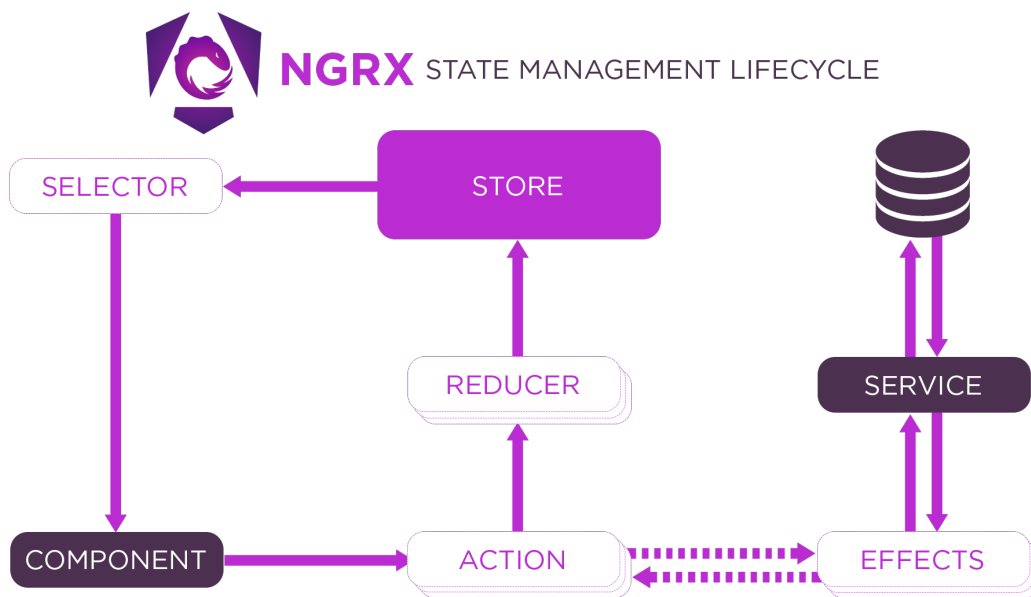 NGRX STATE MANAGEMENT LIFECYCLE
SELECTOR
STORE
REDUCER
SERVICE
COMPONENT
ACTION
EFFECTS